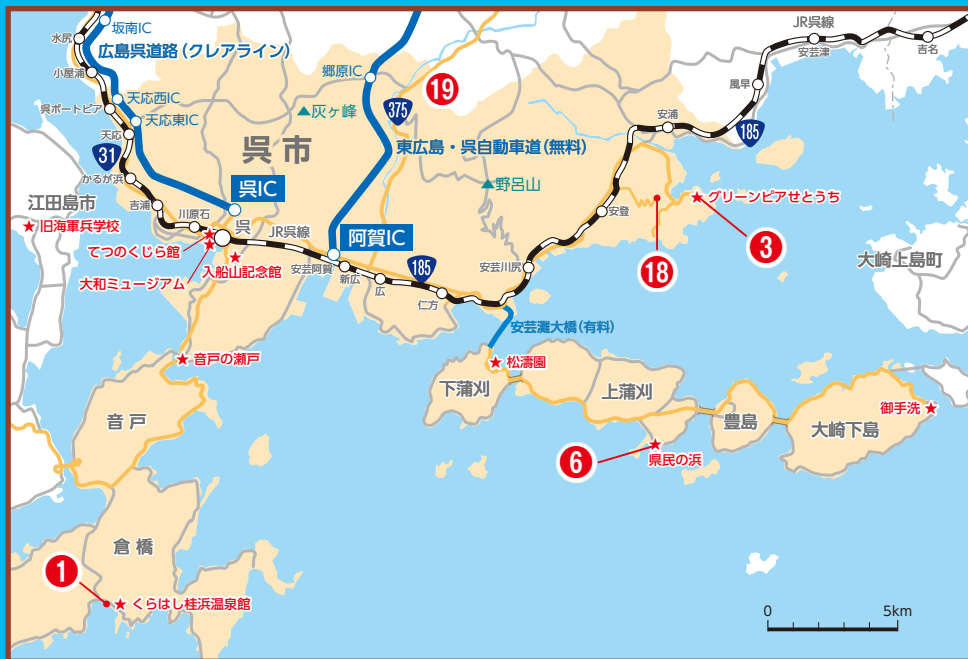 坂南IC
水尻
広島呉道路(クレアライン)
小屋浦
JR呉線
安芸津
吉名
風早
郷原IC
19
天応西IC
呉ポートピア
天応東IC
灰ヶ峰
375
天応
31
呉市
東広島・呉自動車道(無料)
安浦
185
かるが浜
呉IC
野呂山
江田島市
旧海軍兵学校
吉浦
川原石
呉
JR呉線
てつのくじら館
大和ミュージアム
入船山記念館
阿賀IC
安芸阿賀
新広
広
185
仁方
安芸川尻
安登
グリーンピアせとうち
18
3
大崎上島町
安芸灘大橋(有料)
音戸の瀬戸
松濤園
下蒲刈
上蒲刈
豊島
大崎下島
御手洗
音戸
県民の浜
6
倉橋
1
くらはし桂浜温泉館
0
5km